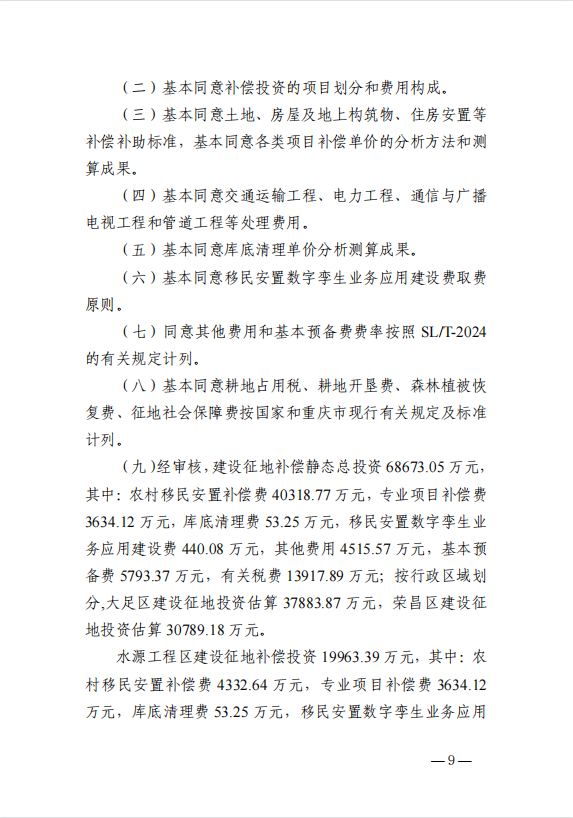 （二）基本同意补偿投资的项目划分和费用构成。
（三）基本同意土地、房屋及地上构筑物、住房安置等
补偿补助标准，基本同意各类项目补偿单价的分析方法和测
算成果。
（四）基本同意交通运输工程、电力工程、通信与广播
电视工程和管道工程等处理费用。
（五）基本同意库底清理单价分析测算成果。
（六）基本同意移民安置数字孪生业务应用建设费取费
原则。
（七）同意其他费用和基本预备费费率按照 SL/T-2024
的有关规定计列。
（八）基本同意耕地占用税、耕地开垦费、森林植被恢
复费、征地社会保障费按国家和重庆市现行有关规定及标准
计列。
（九）经审核，建设征地补偿静态总投资 68673.05 万元，
其中：农村移民安置补偿费 40318.77 万元，专业项目补偿费
3634.12 万元，库底清理费 53.25 万元，移民安置数字孪生业
务应用建设费 440.08 万元，其他费用 4515.57 万元，基本预
备费 5793.37 万元，有关税费 13917.89 万元；按行政区域划
分,大足区建设征地投资估算 37883.87 万元，荣昌区建设征
地投资估算 30789.18 万元。
水源工程区建设征地补偿投资 19963.39 万元，其中：农
村移民安置补偿费 4332.64 万元，专业项目补偿费 3634.12
万元，库底清理费 53.25 万元，移民安置数字孪生业务应用
—9—